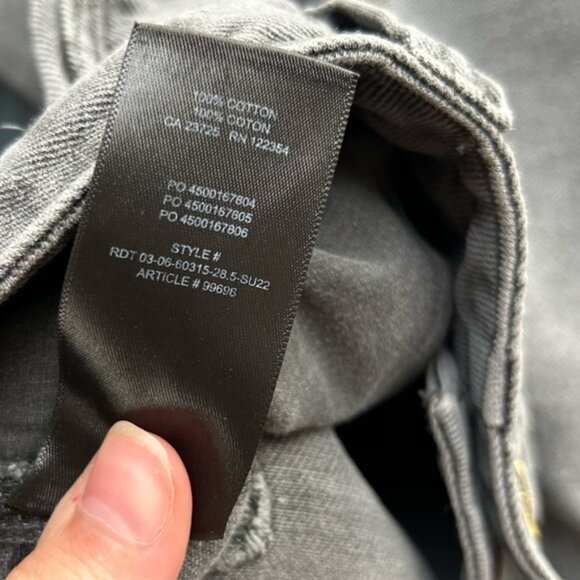 100% COTTON
100% COTON
CA 23725 RN 122354
PO 4500167804
PO 4500167805
PO 4500167806
STYLE #
RDT 03-06-60315-28.5-SU22
ARTICLE # 99696